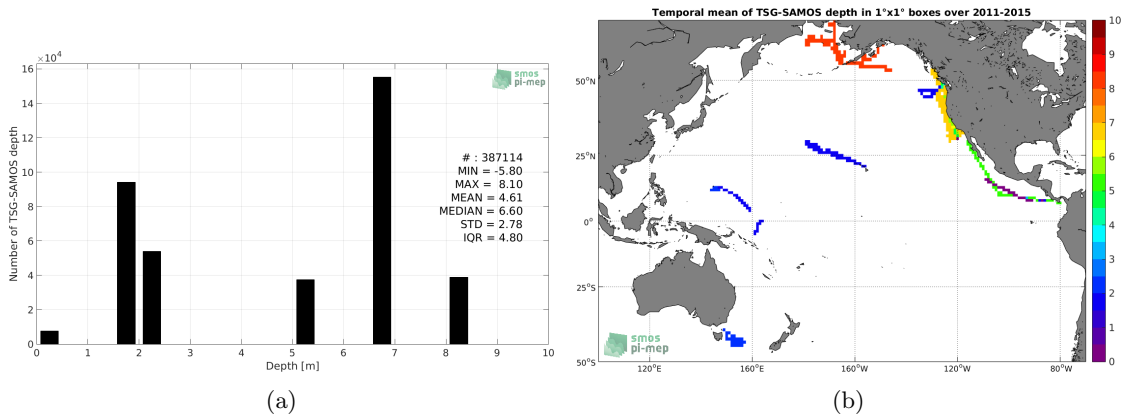 ×10⁴
16
14
12
10
8
6
4
2
0
Number of TSG-SAMOS depth
smos
pi-mep
# : 387114
MIN = -5.80
MAX = 8.10
MEAN = 4.61
MEDIAN = 6.60
STD = 2.78
IQR = 4.80
0 1 2 3 4 5 6 7 8 9 10
Depth [m]
(a)
Temporal mean of TSG-SAMOS depth in 1°x1° boxes over 2011-2015
50°N
25°N
0°
25°S
50°S
120°E 160°E 160°W 120°W 80°W
smos
pi-mep
10
9
8
7
6
5
4
3
2
1
0
(b)